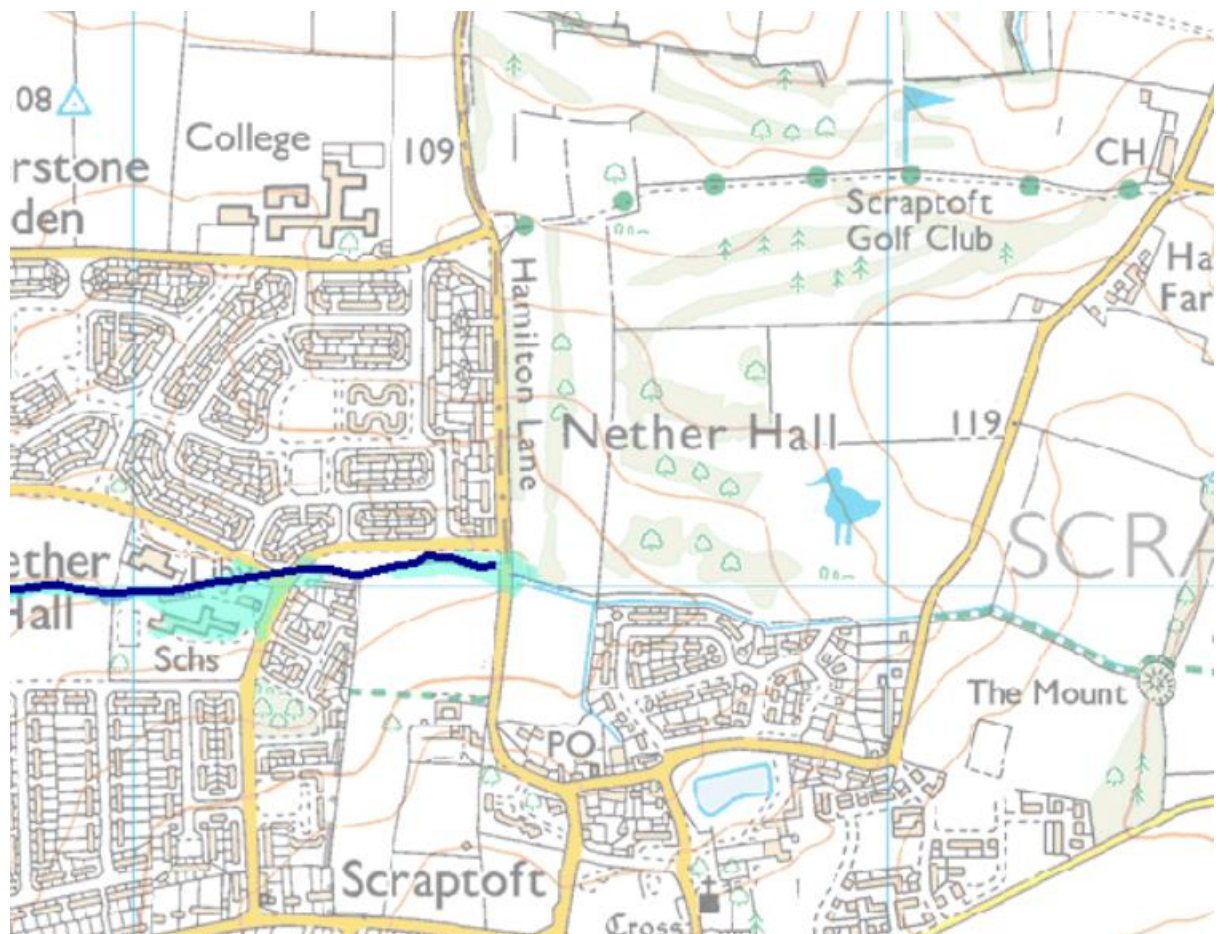 08
College
109
CH
rstone
den
Scraptoft
Golf Club
Ha
Far
Hamilton Lane
Nether Hall
119
SCRA
ether
Hall
Lib
Schs
The Mount
PO
Scraptoft
Cross